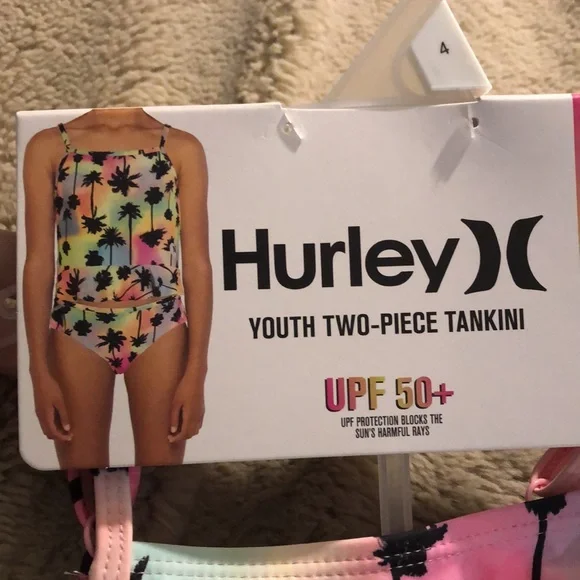 4
Hurley
YOUTH TWO-PIECE TANKINI
UPF 50+
UPF PROTECTION BLOCKS THE
SUN'S HARMFUL RAYS